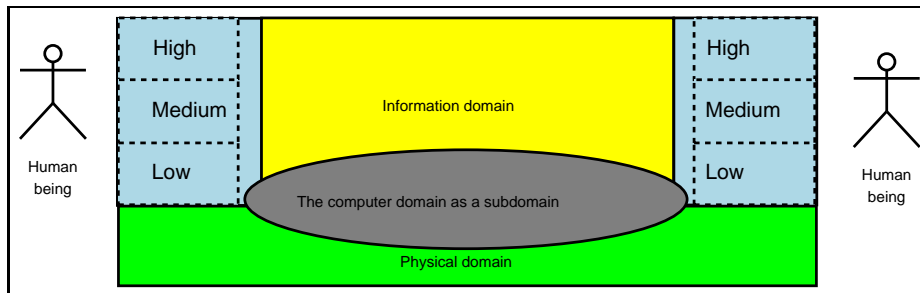 High
Medium
Low
Human
being
Information domain
The computer domain as a subdomain
Physical domain
High
Medium
Low
Human
being